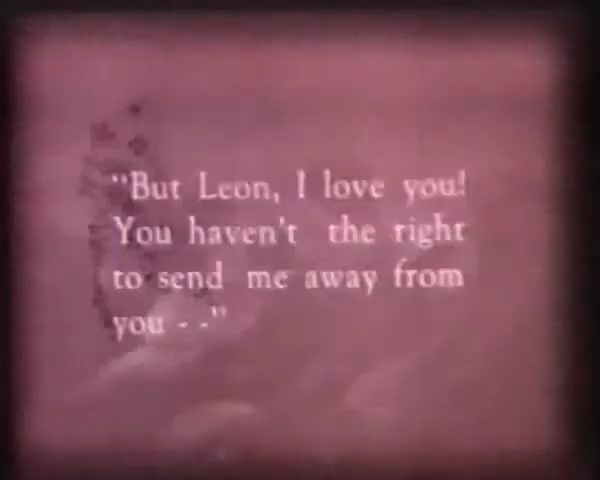 "But Leon, I love you!
You haven't the right
to send me away from
you - -"